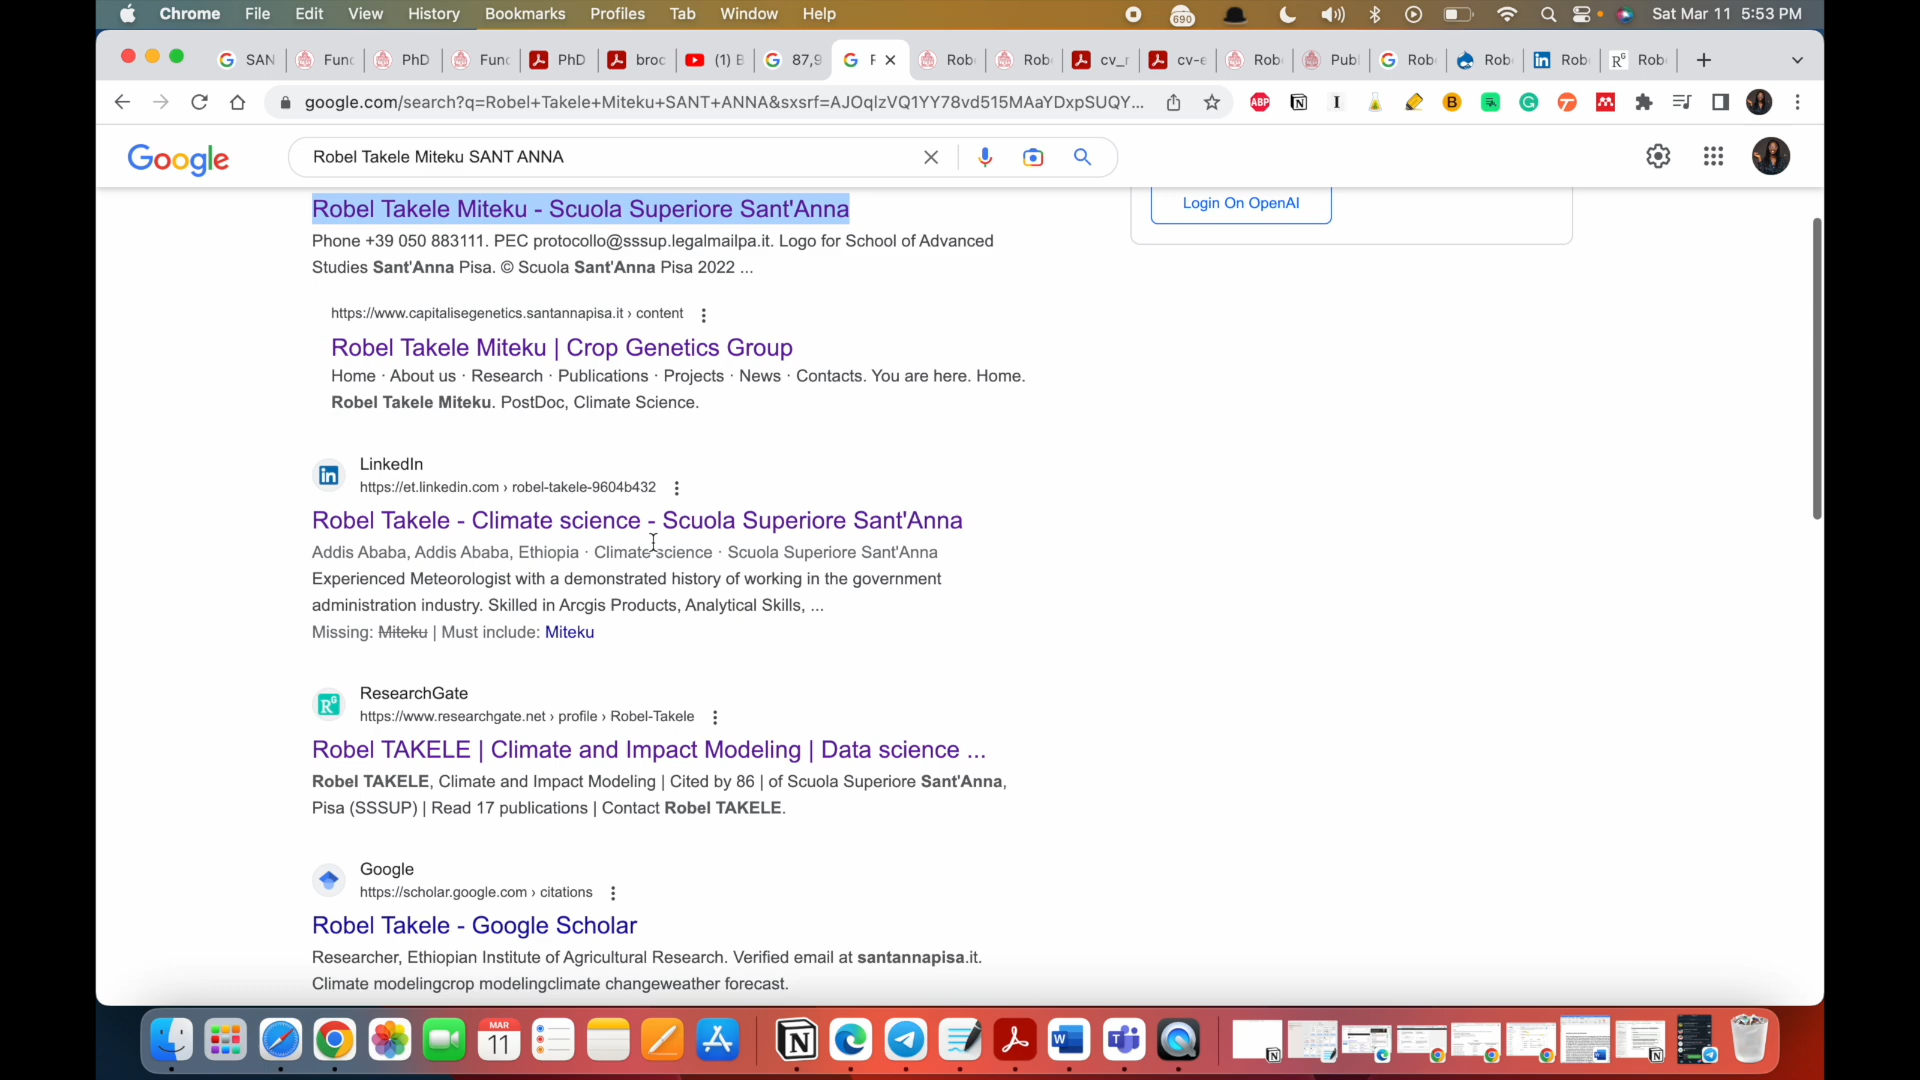 Chrome File Edit View History Bookmarks Profiles Tab Window Help 690 Sat Mar 11 5:53 PM
SAN Func PhD Func PhD broc (1) E 87,9 Rob Rob cv_r cv-e Rob Publ Rob Rob Rob Rob
google.com/search?q=Robel+Takele+Miteku+SANT+ANNA&sxsrf=AJOqlzVQ1YY78vd515MAaYDxpSUQY...
Google
Robel Takele Miteku SANT ANNA
Robel Takele Miteku - Scuola Superiore Sant'Anna
Phone +39 050 883111. PEC protocollo@sssup.legalmailpa.it. Logo for School of Advanced
Studies Sant'Anna Pisa. © Scuola Sant'Anna Pisa 2022 ...
Login On OpenAI
https://www.capitalisegenetics.santannapisa.it › content
Robel Takele Miteku | Crop Genetics Group
Home · About us · Research · Publications · Projects · News · Contacts. You are here. Home.
Robel Takele Miteku. PostDoc, Climate Science.
LinkedIn
https://et.linkedin.com › robel-takele-9604b432
Robel Takele - Climate science - Scuola Superiore Sant'Anna
Addis Ababa, Addis Ababa, Ethiopia · Climate science · Scuola Superiore Sant'Anna
Experienced Meteorologist with a demonstrated history of working in the government
administration industry. Skilled in Arcgis Products, Analytical Skills, ...
Missing: Miteku | Must include: Miteku
ResearchGate
https://www.researchgate.net › profile › Robel-Takele
Robel TAKELE | Climate and Impact Modeling | Data science ...
Robel TAKELE, Climate and Impact Modeling | Cited by 86 | of Scuola Superiore Sant'Anna,
Pisa (SSSUP) | Read 17 publications | Contact Robel TAKELE.
Google
https://scholar.google.com › citations
Robel Takele - Google Scholar
Researcher, Ethiopian Institute of Agricultural Research. Verified email at santannapisa.it.
Climate modelingcrop modelingclimate changeweather forecast.
MAR
11